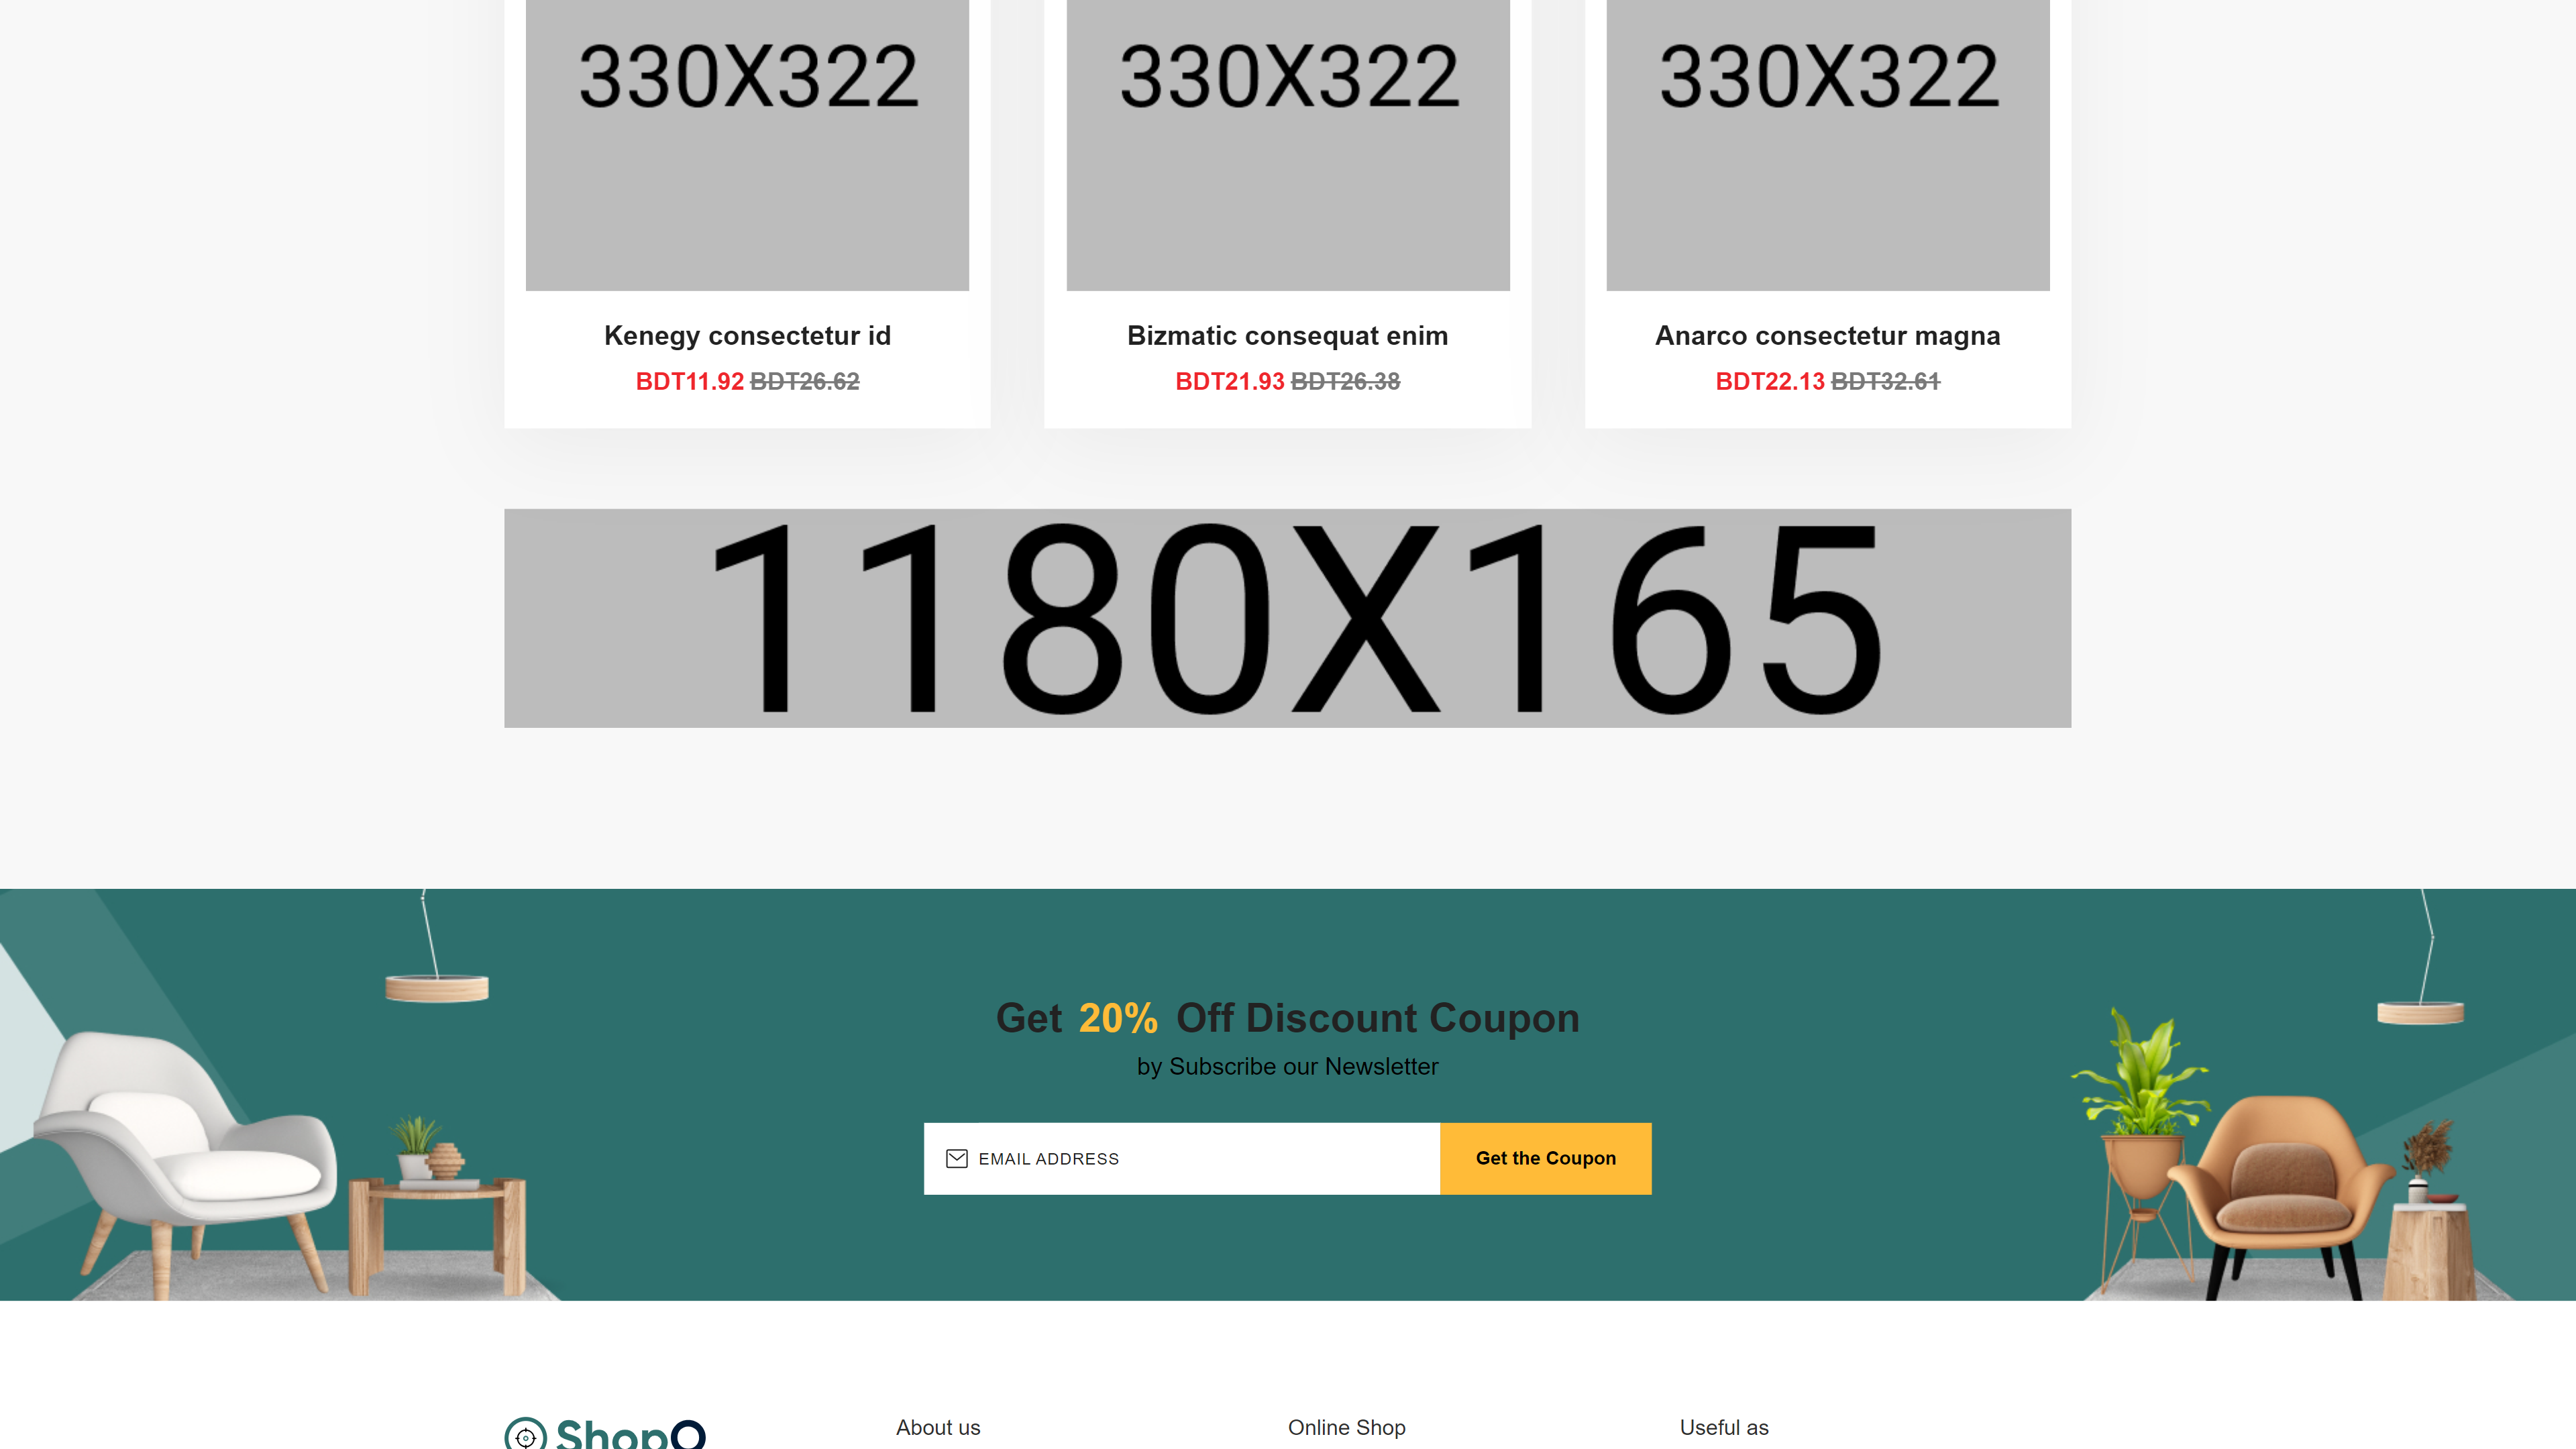 330X322 330X322 330X322
Kenegy consectetur id Bizmatic consequat enim Anarco consectetur magna
BDT11.92 BDT26.62 BDT21.93 BDT26.38 BDT22.13 BDT32.61
1180X165
Get 20% Off Discount Coupon
by Subscribe our Newsletter
EMAIL ADDRESS Get the Coupon
ShopO About us Online Shop Useful as